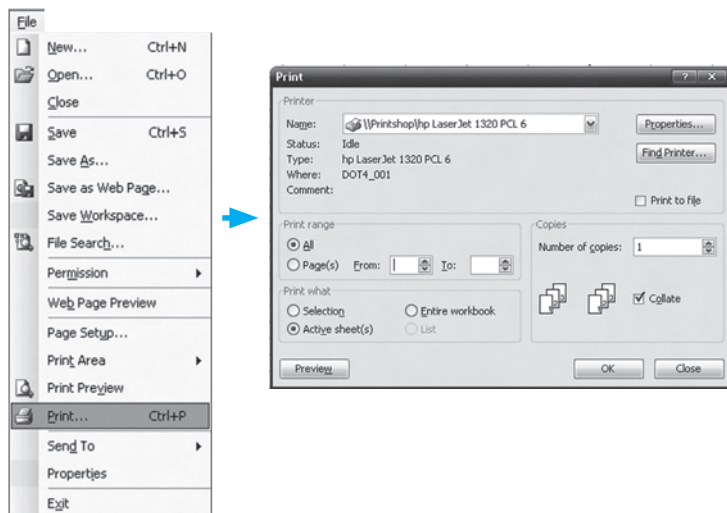 File
New... Ctrl+N
Open... Ctrl+O
Close
Save Ctrl+S
Save As...
Save as Web Page...
Save Workspace...
File Search...
Permission
Web Page Preview
Page Setup...
Print Area
Print Preview
Print... Ctrl+P
Send To
Properties
Exit
Print
Printer
Name: \\Printshop\hp LaserJet 1320 PCL 6 Properties...
Status: Idle
Type: hp LaserJet 1320 PCL 6 Find Printer...
Where: DOT4_001
Comment:
Print to file
Print range
All
Page(s) From: To:
Copies
Number of copies: 1
Collate
Print what
Selection Entire workbook
Active sheet(s) List
Preview OK Close